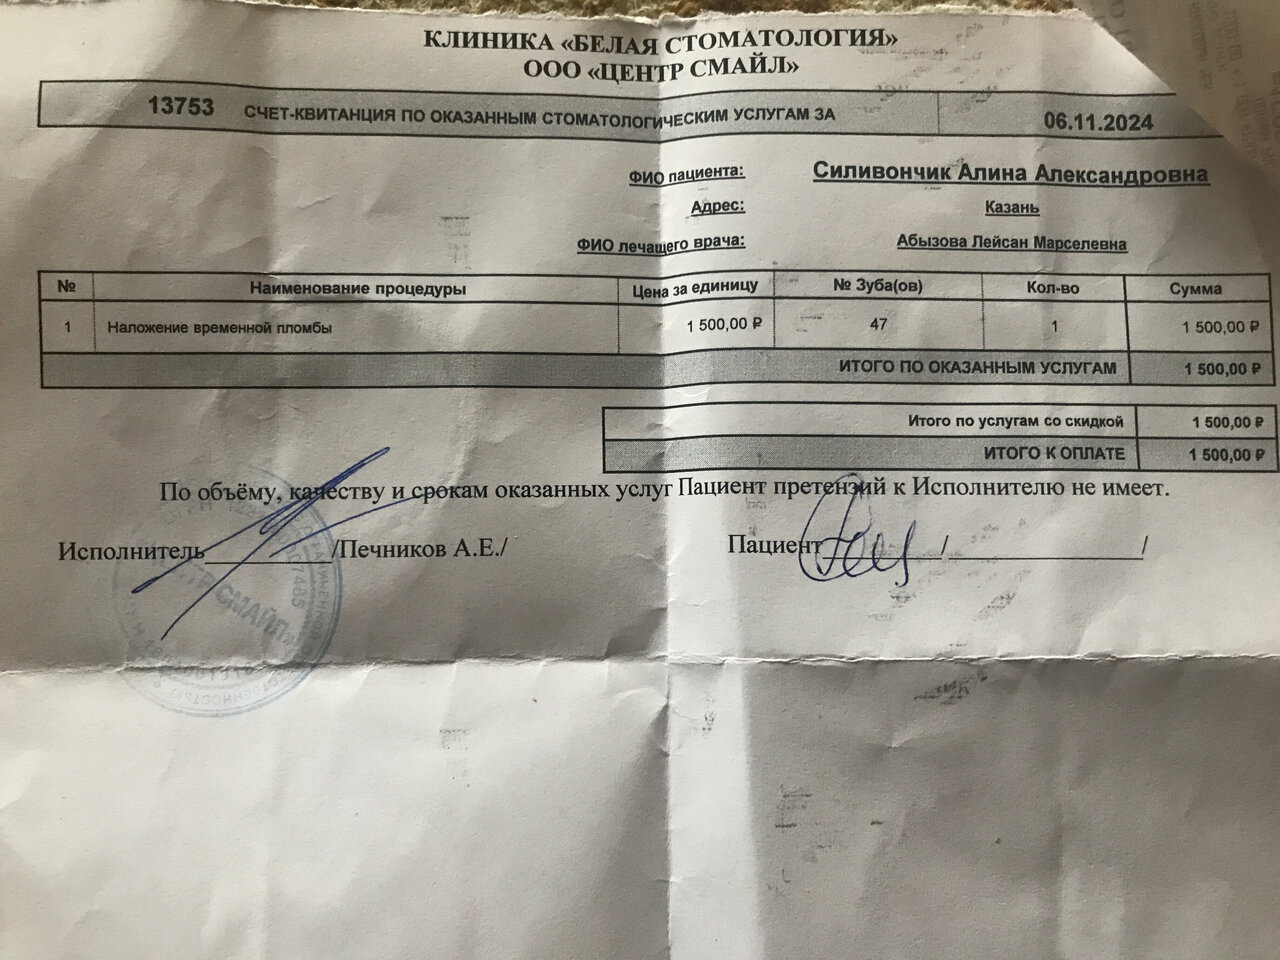 КЛИНИКА «БЕЛАЯ СТОМАТОЛОГИЯ»
ООО «ЦЕНТР СМАЙЛ»
13753 СЧЕТ-КВИТАНЦИЯ ПО ОКАЗАННЫМ СТОМАТОЛОГИЧЕСКИМ УСЛУГАМ ЗА 06.11.2024
ФИО пациента: Силивончик Алина Александровна
Адрес: Казань
ФИО лечащего врача: Абызова Лейсан Марселевна
№ Наименование процедуры Цена за единицу № Зуба(ов) Кол-во Сумма
1 Наложение временной пломбы 1 500,00 ₽ 47 1 1 500,00 ₽
ИТОГО ПО ОКАЗАННЫМ УСЛУГАМ 1 500,00 ₽
Итого по услугам со скидкой 1 500,00 ₽
ИТОГО К ОПЛАТЕ 1 500,00 ₽
По объёму, качеству и срокам оказанных услуг Пациент претензий к Исполнителю не имеет.
Исполнитель__________/Печников А.Е./
Пациент_________/_______________/
СМАЙЛ»